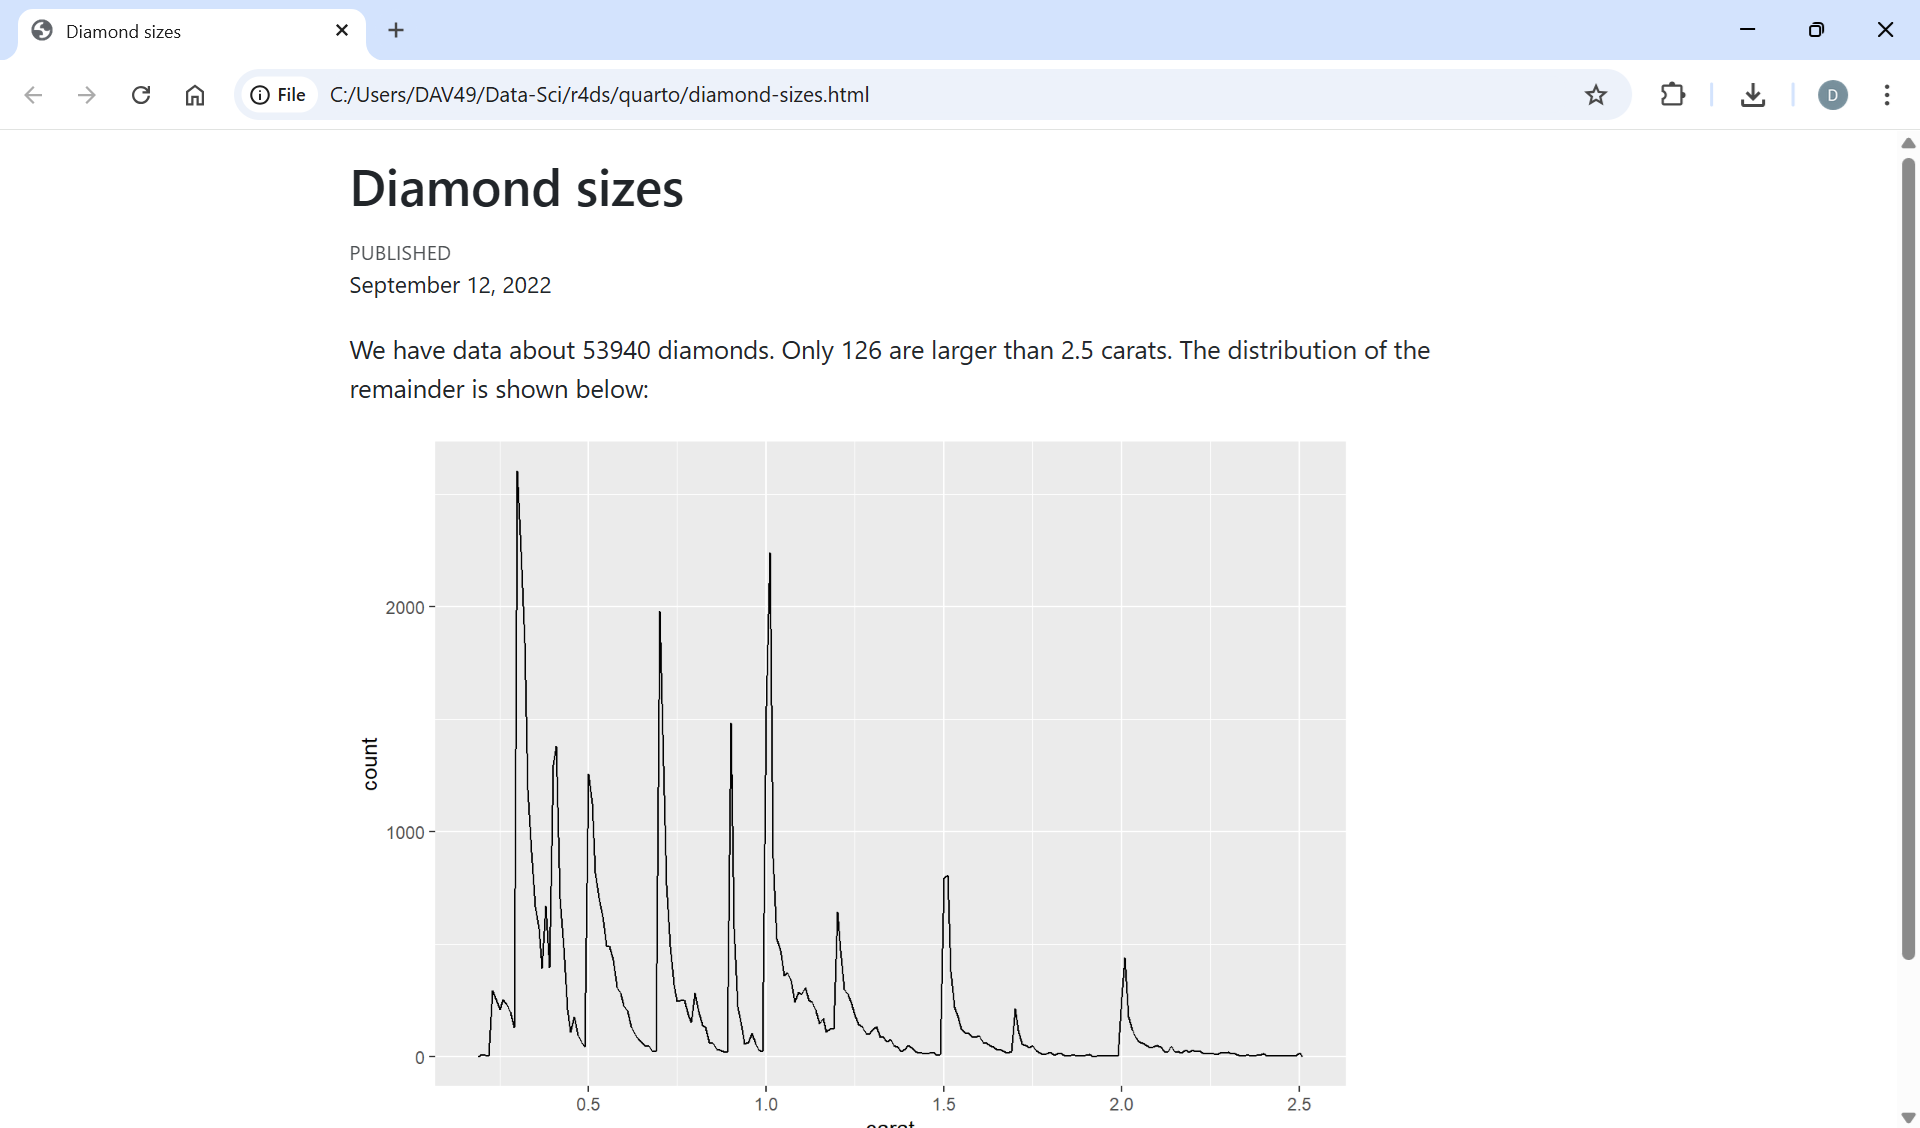 Diamond sizes
File
C:/Users/DAV49/Data-Sci/r4ds/quarto/diamond-sizes.html
D
Diamond sizes
PUBLISHED
September 12, 2022
We have data about 53940 diamonds. Only 126 are larger than 2.5 carats. The distribution of the
remainder is shown below:
2000
count
1000
0
0.5 1.0 1.5 2.0 2.5
carat